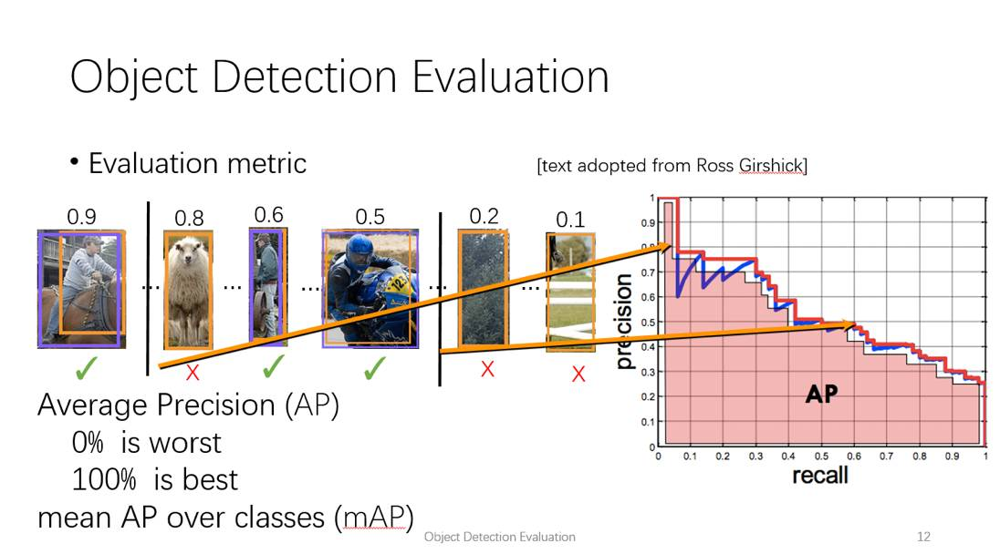 Object Detection Evaluation
• Evaluation metric
[text adopted from Ross Girshick]
0.9
0.8
0.6
0.5
0.2
0.1
...
...
...
...
...
✓
X
✓
✓
X
X
12
Average Precision (AP)
0% is worst
100% is best
mean AP over classes (mAP)
precision
1
0.9
0.8
0.7
0.6
0.5
0.4
0.3
0.2
0.1
0
AP
0
0.1
0.2
0.3
0.4
0.5
0.6
0.7
0.8
0.9
1
recall
Object Detection Evaluation
12